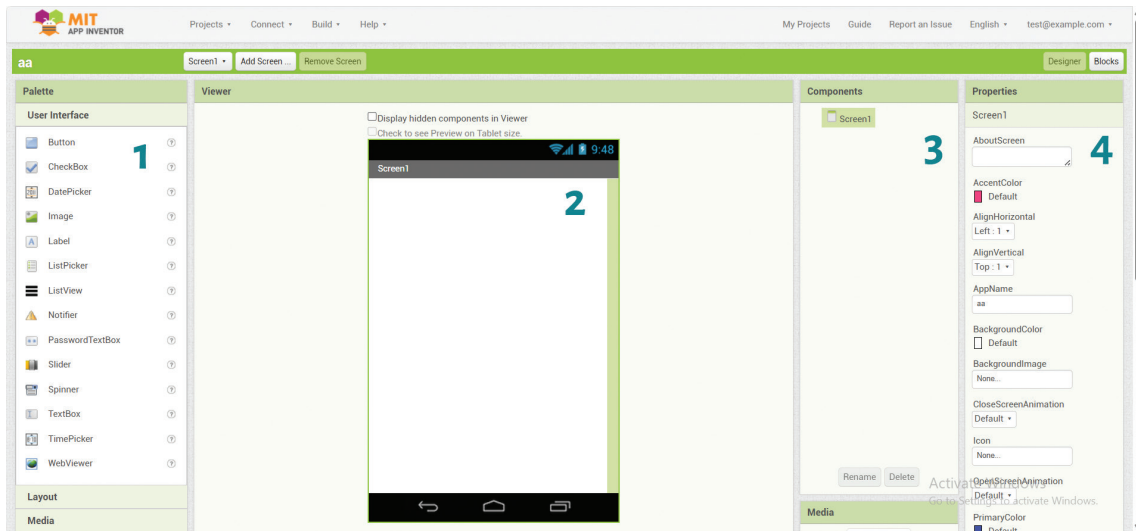 MIT
APP INVENTOR
Projects Connect Build Help
My Projects Guide Report an Issue English test@example.com
aa
Screen1 Add Screen ... Remove Screen
Designer Blocks
Palette
User Interface
Button
CheckBox
DatePicker
Image
Label
ListPicker
ListView
Notifier
PasswordTextBox
Slider
Spinner
TextBox
TimePicker
WebViewer
Layout
Media
1
Viewer
Display hidden components in Viewer
Check to see Preview on Tablet size.
9:48
Screen1
2
Components
Screen1
3
Rename Delete
Media
Properties
Screen1
4
AboutScreen
AccentColor
Default
AlignHorizontal
Left : 1
AlignVertical
Top : 1
AppName
aa
BackgroundColor
Default
BackgroundImage
None...
CloseScreenAnimation
Default
Icon
None...
OpenScreenAnimation
Default
PrimaryColor
Default
Activate Windows
Go to Settings to activate Windows.